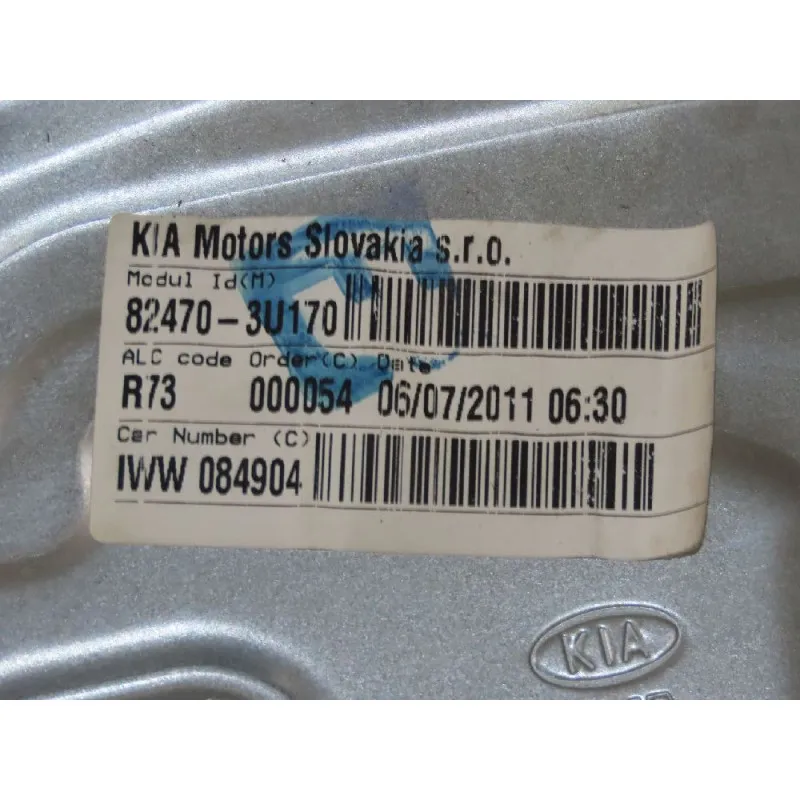 KIA Motors Slovakia s.r.o.
Modul Id(M)
82470-3U170
ALC code Order(C) Date
R73 000054 06/07/2011 06:30
Car Number (C)
IWW 084904
KIA